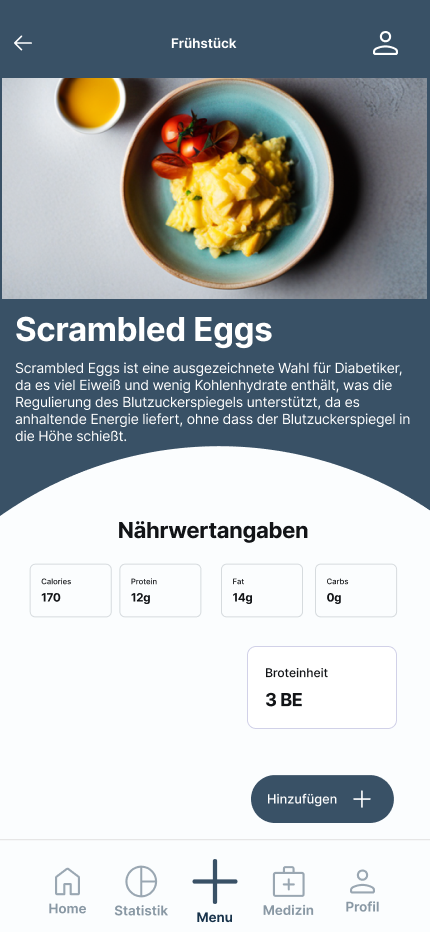 Frühstück
Scrambled Eggs
Scrambled Eggs ist eine ausgezeichnete Wahl für Diabetiker,
da es viel Eiweiß und wenig Kohlenhydrate enthält, was die
Regulierung des Blutzuckerspiegels unterstützt, da es
anhaltende Energie liefert, ohne dass der Blutzuckerspiegel in
die Höhe schießt.
Nährwertangaben
Calories Protein Fat Carbs
170 12g 14g 0g
Broteinheit
3 BE
Hinzufügen
Home Statistik Menu Medizin Profil